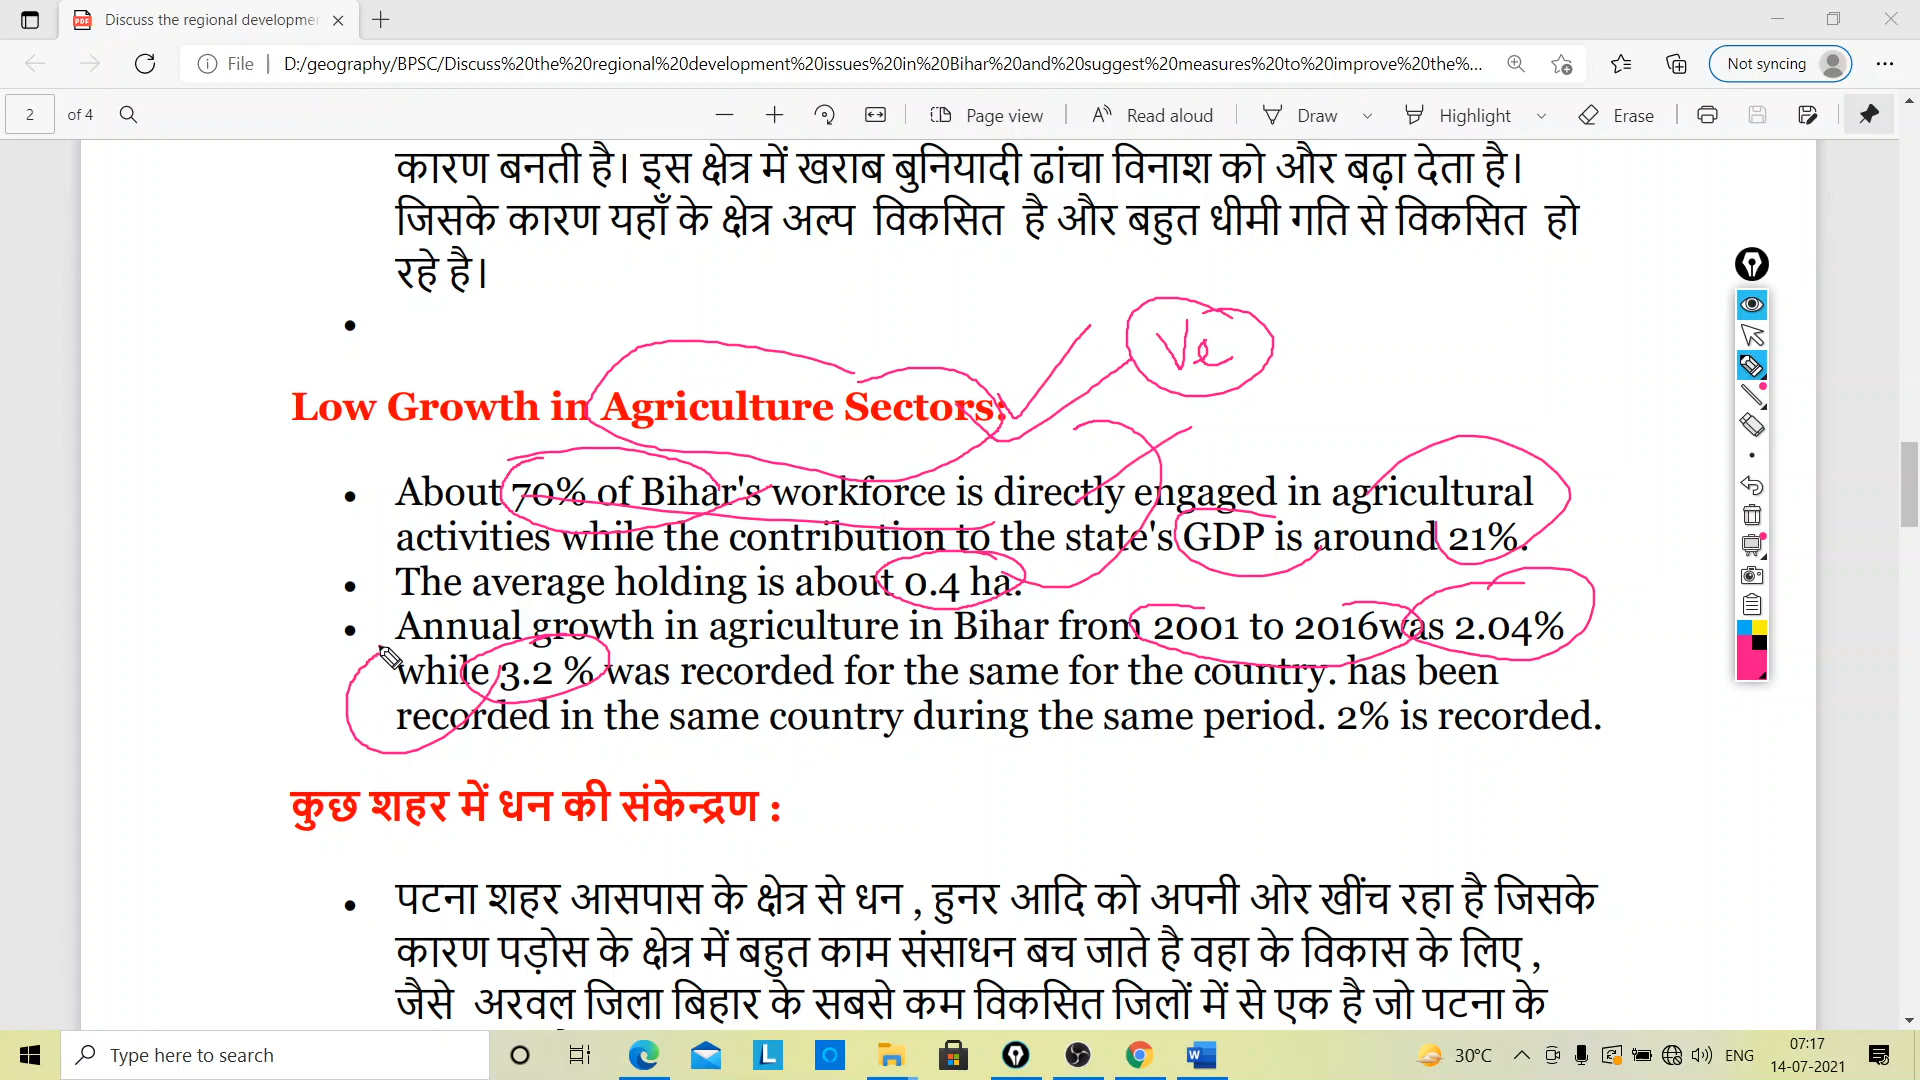 Discuss the regional developme
File
D:/geography/BPSC/Discuss%20the%20regional%20development%20issues%20in%20Bihar%20and%20suggest%20measures%20to%20improve%20the%...
Not syncing
2 of 4
Page view
Read aloud
Draw
Highlight
Erase
कारण बनती है। इस क्षेत्र में खराब बुनियादी ढांचा विनाश को और बढ़ा देता है।
जिसके कारण यहाँ के क्षेत्र अल्प विकसित है और बहुत धीमी गति से विकसित हो
रहे है।
Ve
Low Growth in Agriculture Sectors:
About 70% of Bihar's workforce is directly engaged in agricultural
activities while the contribution to the state's GDP is around 21%.
The average holding is about 0.4 ha.
Annual growth in agriculture in Bihar from 2001 to 2016was 2.04%
while 3.2 % was recorded for the same for the country. has been
recorded in the same country during the same period. 2% is recorded.
कुछ शहर में धन की संकेन्द्रण :
पटना शहर आसपास के क्षेत्र से धन , हुनर आदि को अपनी ओर खींच रहा है जिसके
कारण पड़ोस के क्षेत्र में बहुत काम संसाधन बच जाते है वहा के विकास के लिए ,
जैसे अरवल जिला बिहार के सबसे कम विकसित जिलों में से एक है जो पटना के
Type here to search
30°C
ENG
07:17
14-07-2021